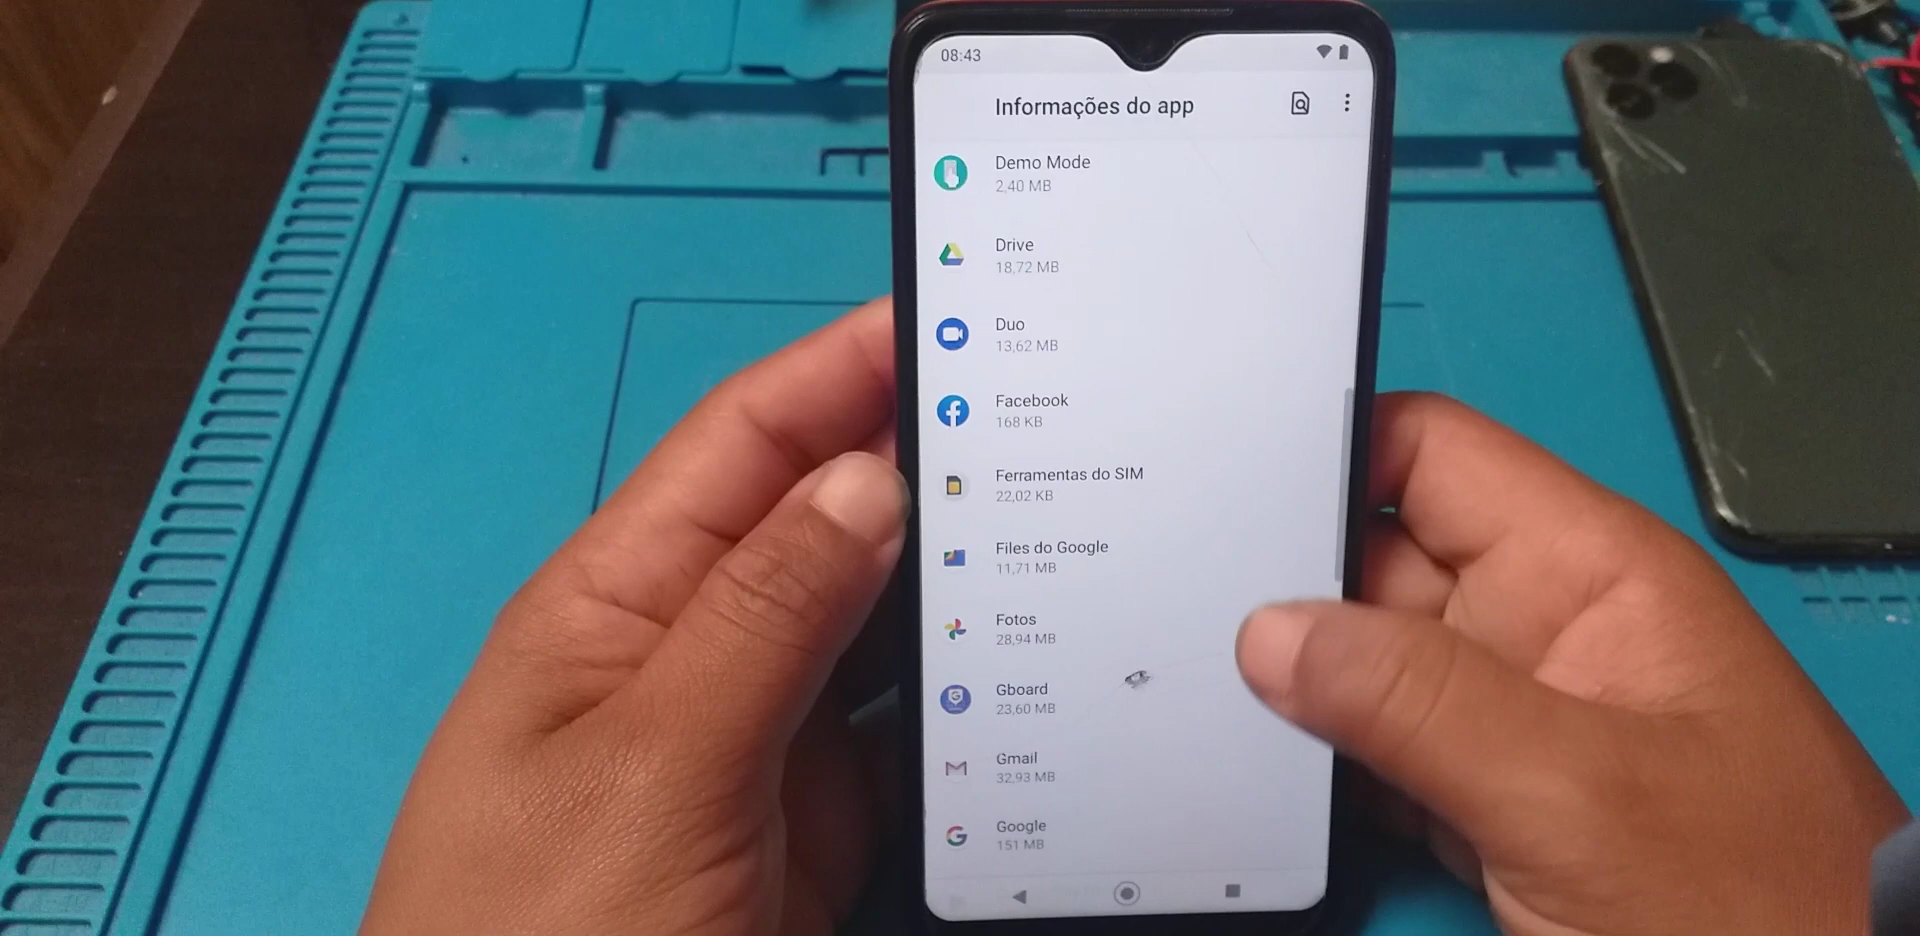 08:43
Informações do app
Demo Mode
2,40 MB
Drive
18,72 MB
Duo
13,62 MB
Facebook
168 KB
Ferramentas do SIM
22,02 KB
Files do Google
11,71 MB
Fotos
28,94 MB
Gboard
23,60 MB
Gmail
32,93 MB
Google
151 MB